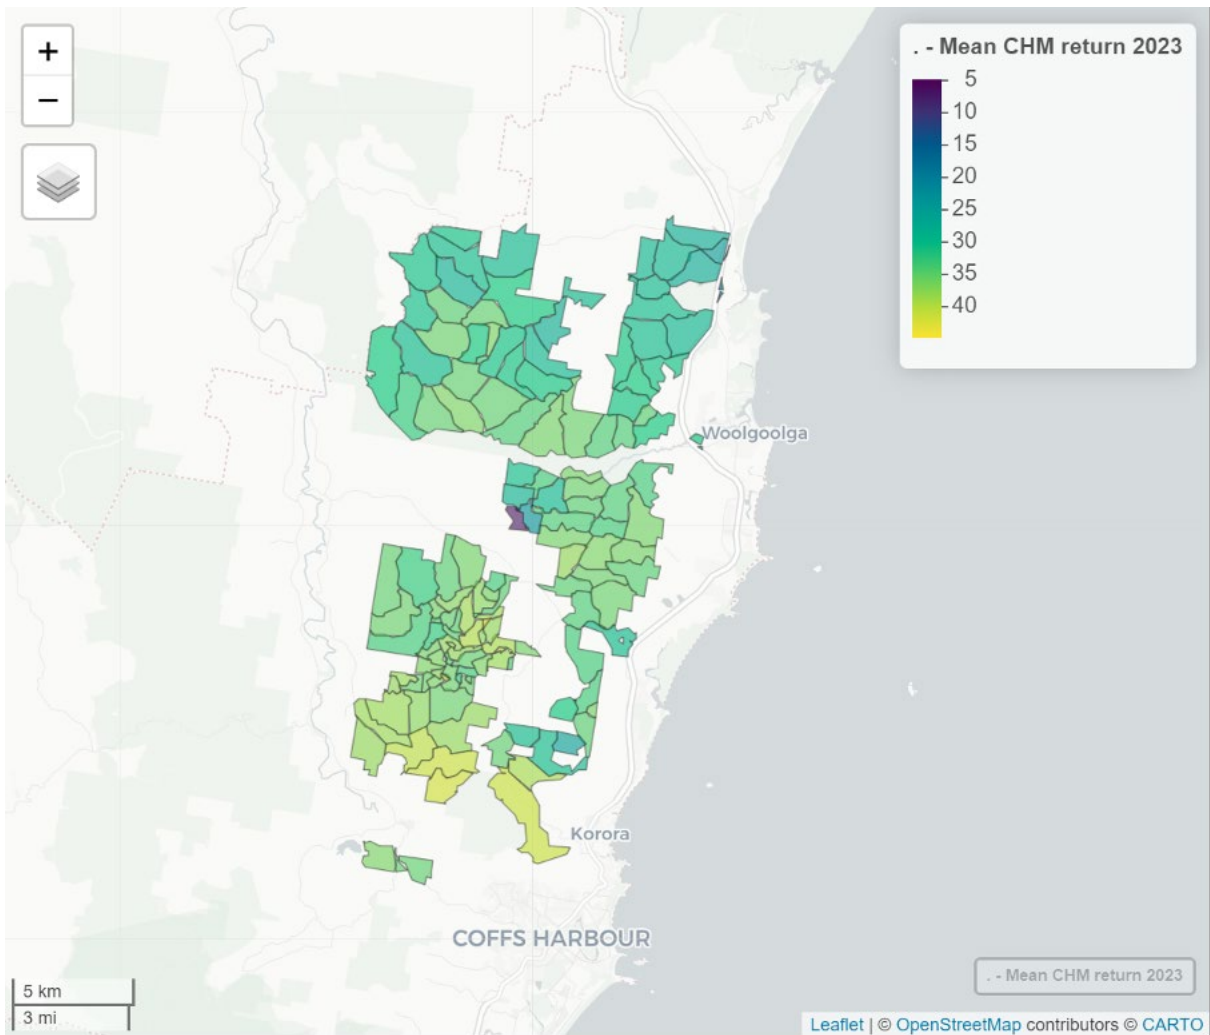 +
−
. - Mean CHM return 2023
5
10
15
20
25
30
35
40
Woolgoolga
Korora
COFFS HARBOUR
. - Mean CHM return 2023
5 km
3 mi
Leaflet | © OpenStreetMap contributors © CARTO